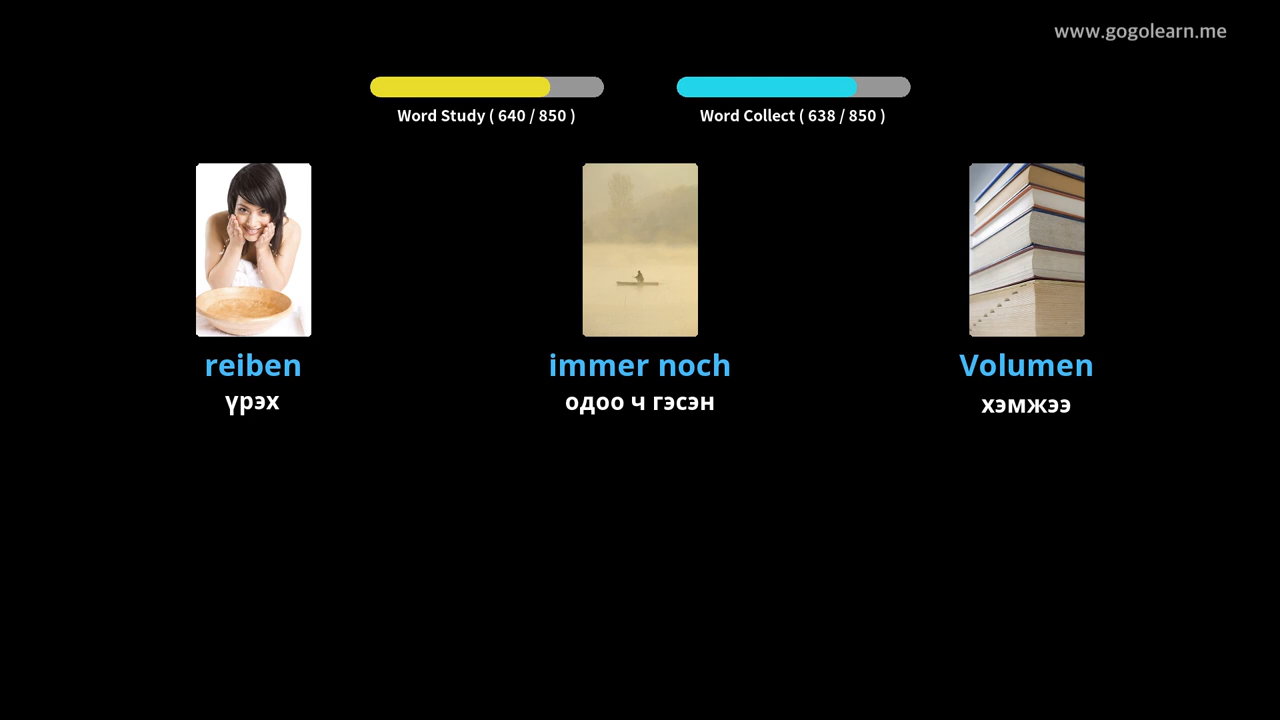 www.gogolearn.me
Word Study ( 640 / 850 )
Word Collect ( 638 / 850 )
reiben
үрэх
immer noch
одоо ч гэсэн
Volumen
хэмжээ